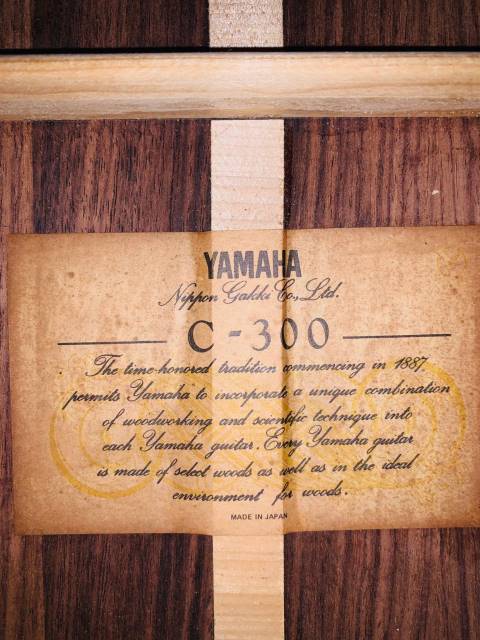 YAMAHA
Nippon Gakki Co., Ltd.
C-300
The time-honored tradition commencing in 1887,
permits Yamaha to incorporate a unique combination
of woodworking and scientific technique into
each Yamaha guitar. Every Yamaha guitar
is made of select woods as well as in the ideal
environment for woods.
MADE IN JAPAN